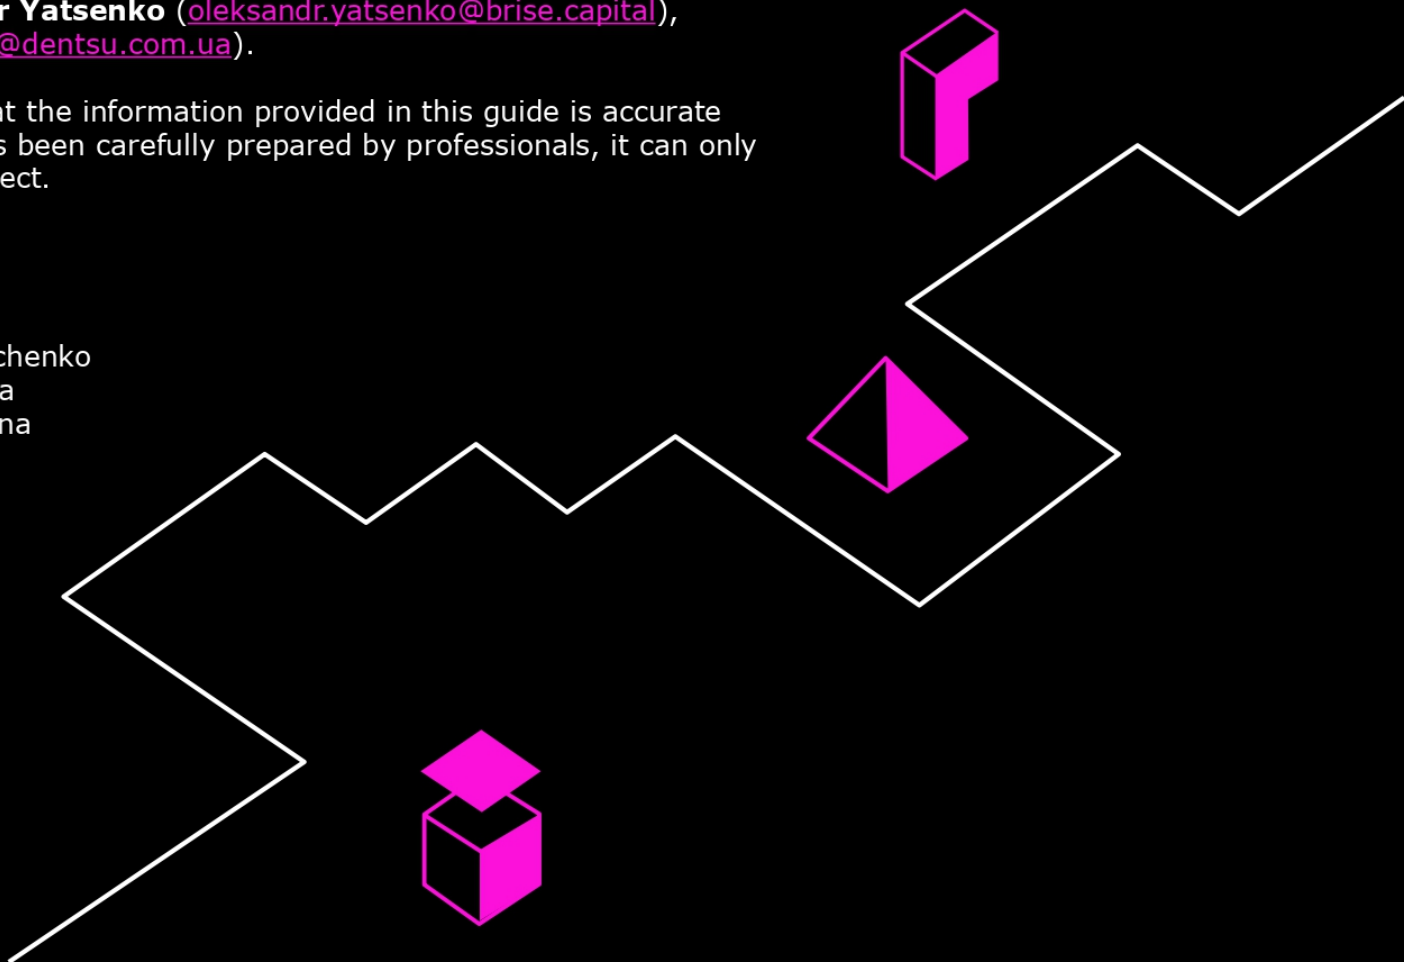 r Yatsenko (oleksandr.yatsenko@brise.capital),
@dentsu.com.ua).
at the information provided in this guide is accurate
s been carefully prepared by professionals, it can only
ect.
chenko
a
na